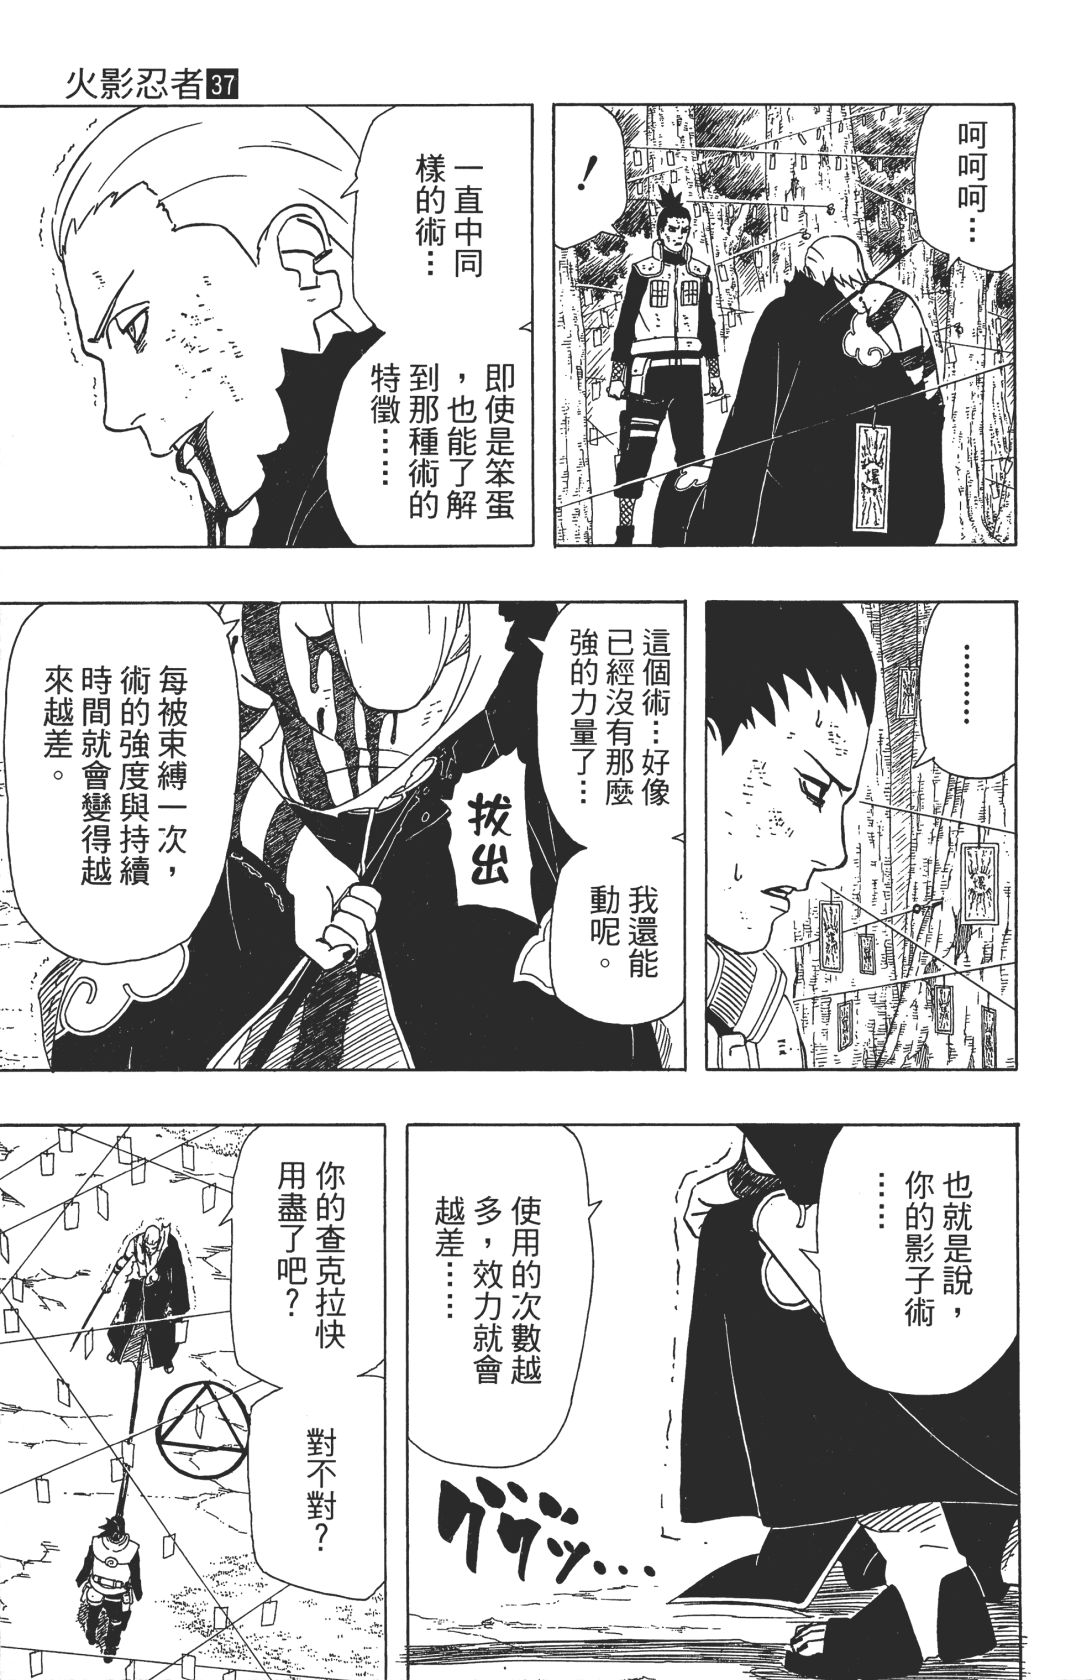 火影忍者37
呵呵呵…
！
一直中同
樣的術…
即使是笨蛋
，也能了解
到那種術的
特徵……
………
爆
這個術…好像
已經沒有那麼
強的力量了…
我還能
動呢。
拔出
每被束縛一次，
術的強度與持續
時間就會變得越
來越差。
也就是說，
你的影子術
……
使用的次數越
多，效力就會
越差……
ググッ…
你的查克拉快
用盡了吧？
對不對？